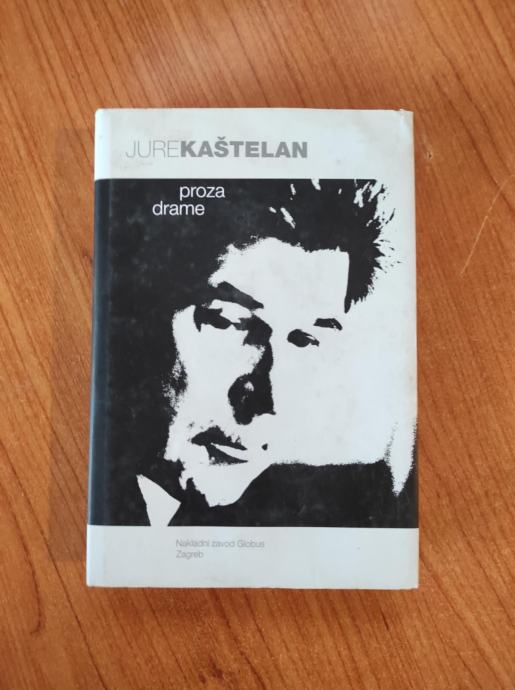 JUREKAŠTELAN
proza
drame
Nakladni zavod Globus
Zagreb